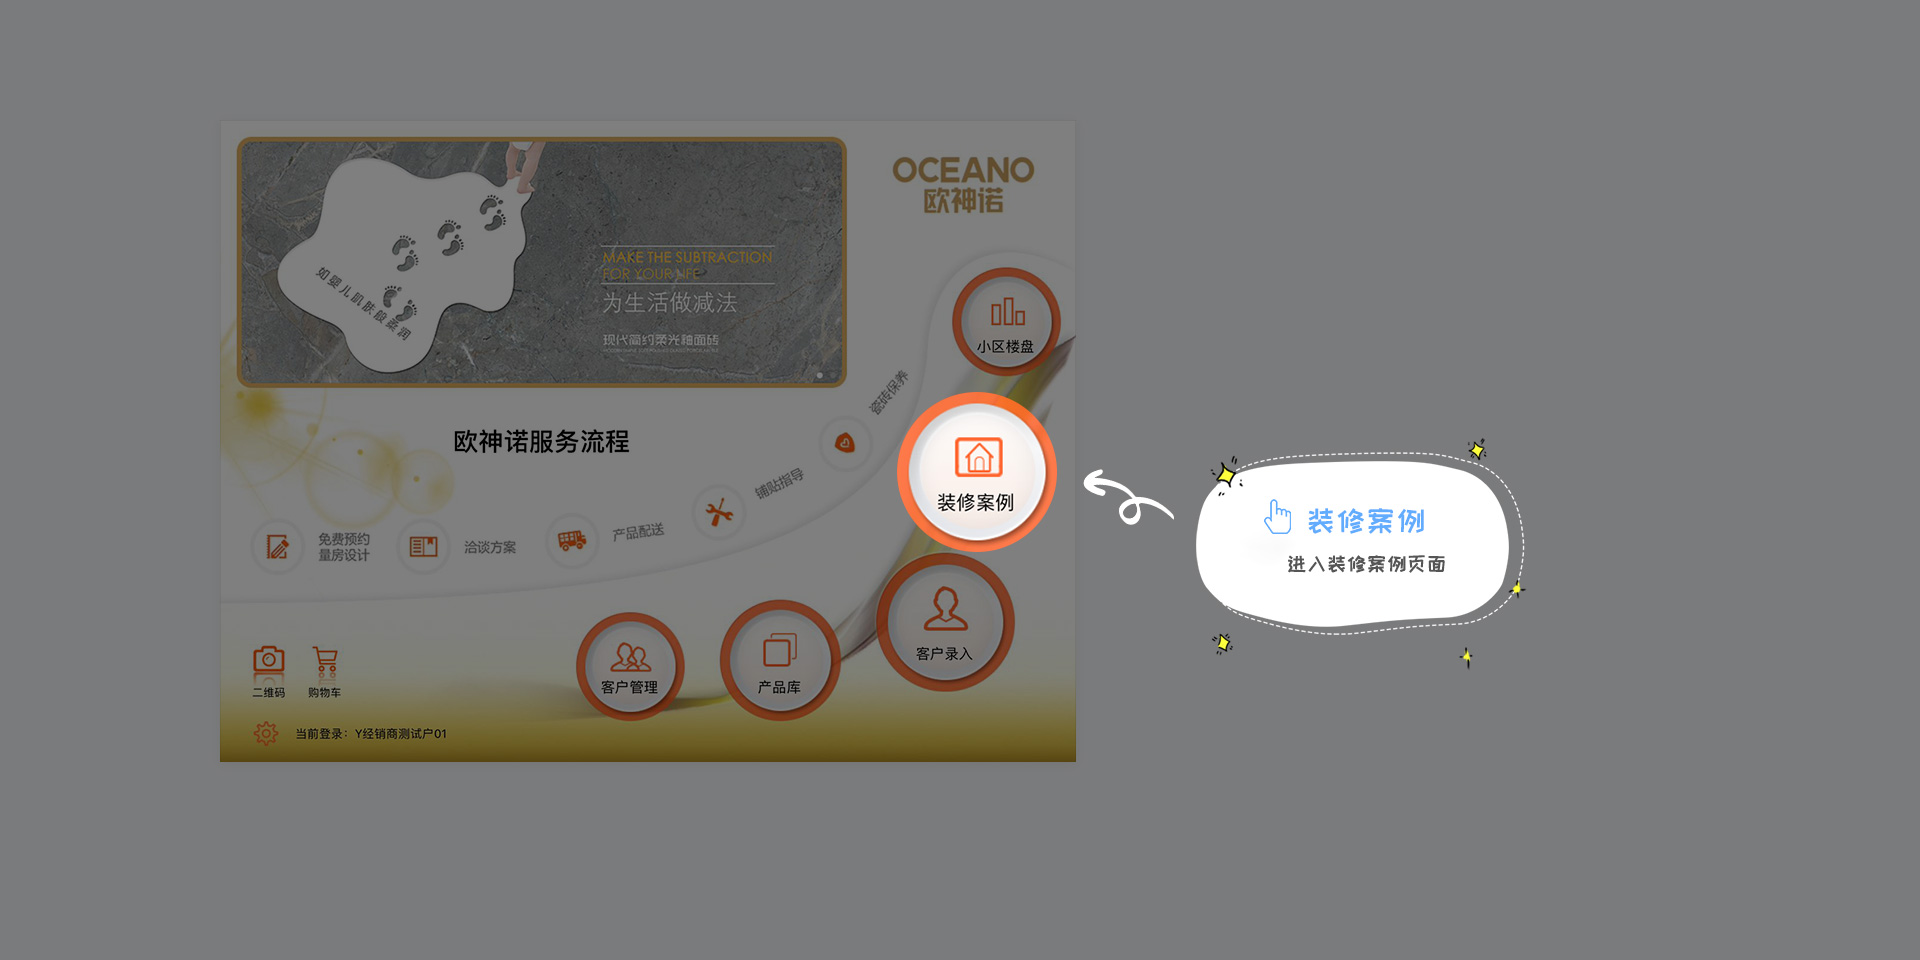 OCEANO
欧神诺
如婴儿肌肤般柔润
MAKE THE SUBTRACTION
FOR YOUR LIFE
为生活做减法
现代简约柔光釉面砖
小区楼盘
瓷砖保养
欧神诺服务流程
装修案例
铺贴指导
产品配送
免费预约
量房设计
洽谈方案
装修案例
进入装修案例页面
客户录入
客户管理
产品库
二维码
购物车
当前登录：Y经销商测试户01